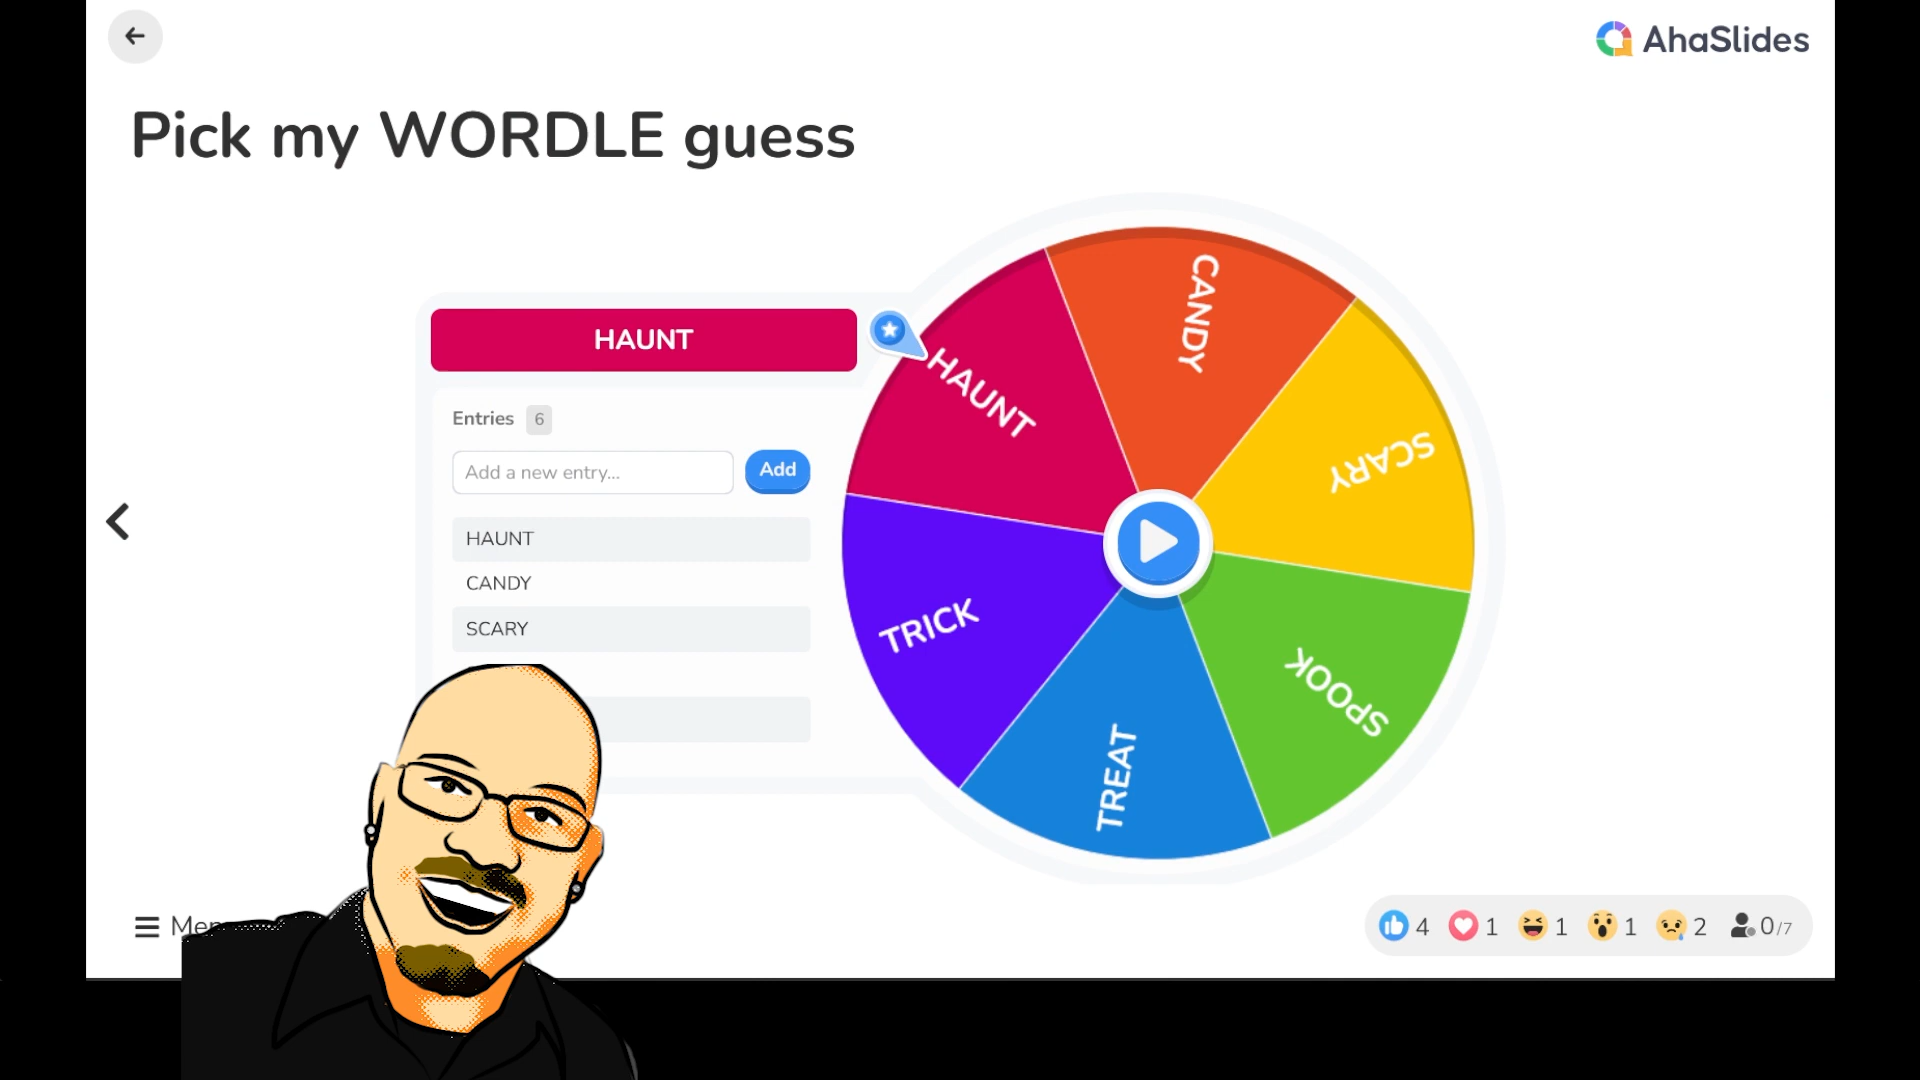 AhaSlides
Pick my WORDLE guess
HAUNT
Entries 6
Add a new entry...
Add
HAUNT
CANDY
SCARY
HAUNT
CANDY
SCARY
SPOOK
TREAT
TRICK
4 1 1 1 2 0/7